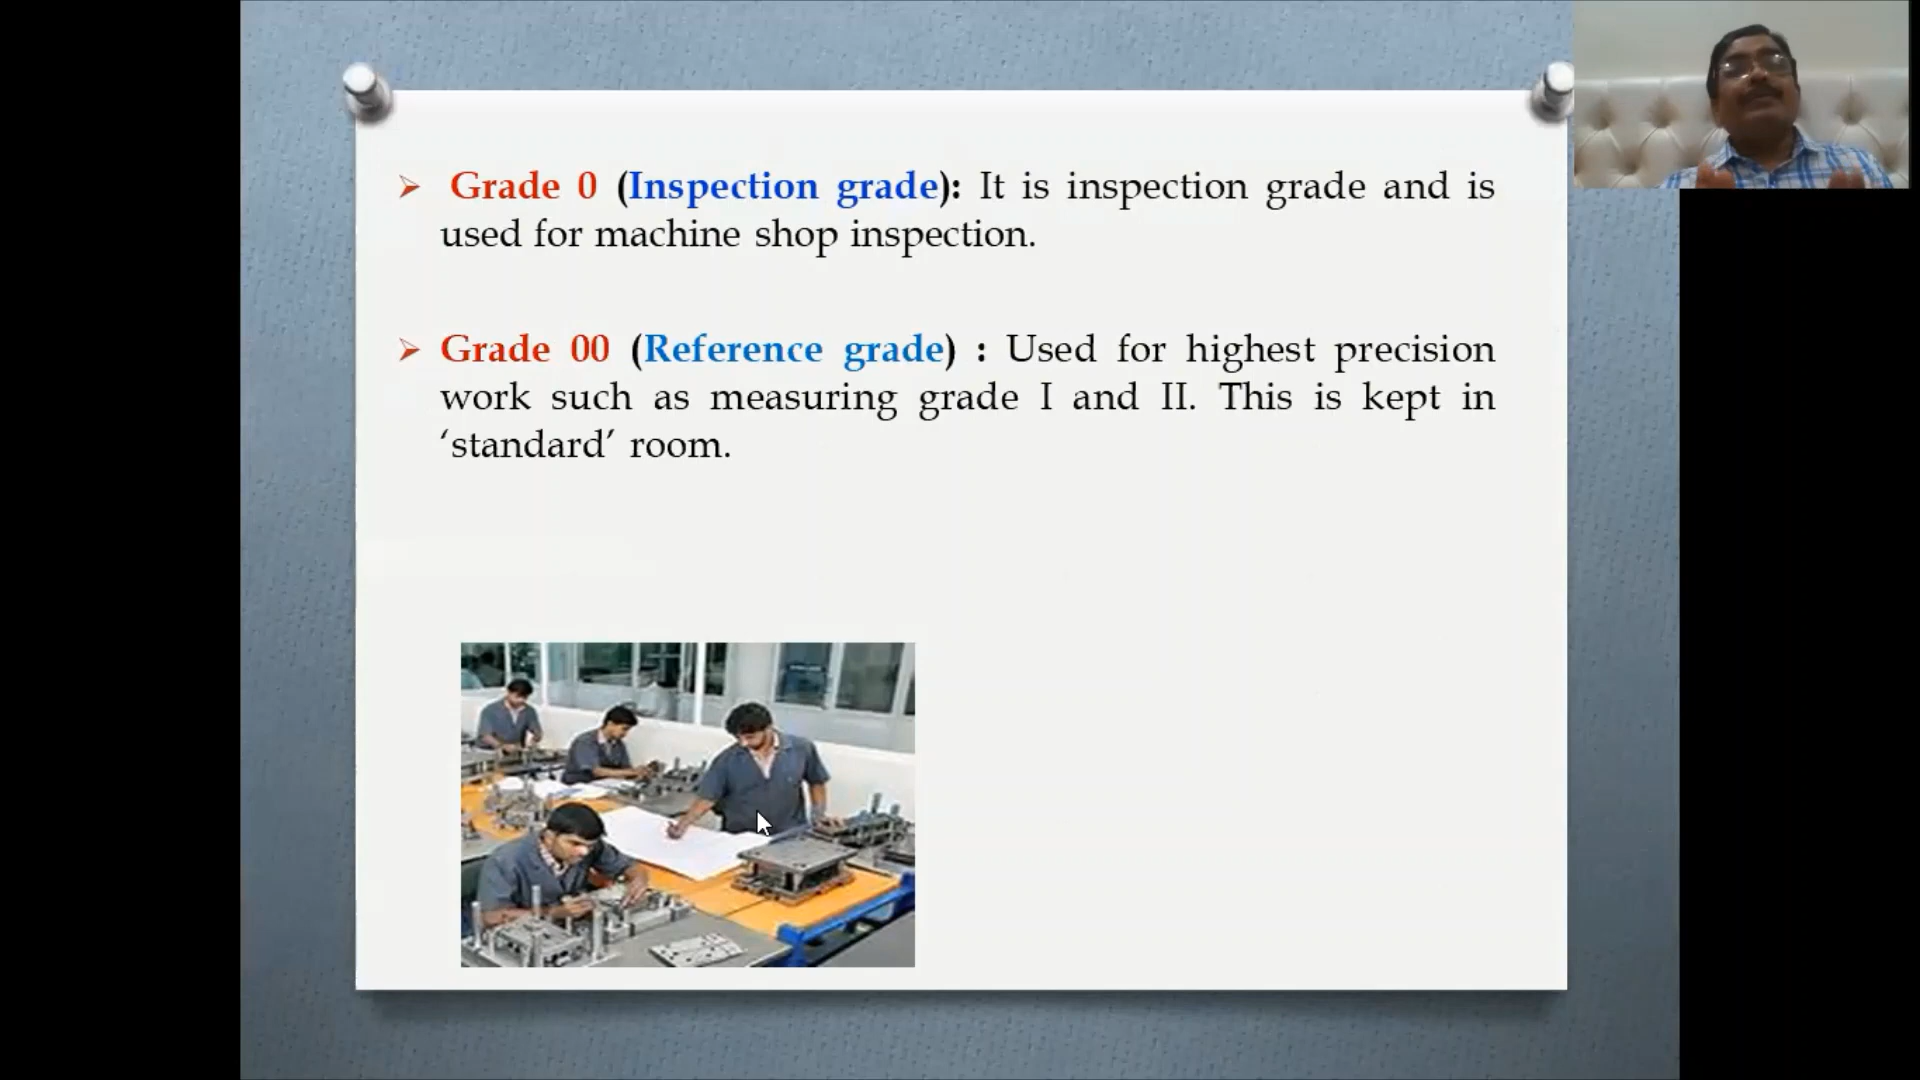 ➢ Grade 0 (Inspection grade): It is inspection grade and is
used for machine shop inspection.
➢ Grade 00 (Reference grade) : Used for highest precision
work such as measuring grade I and II. This is kept in
‘standard’ room.